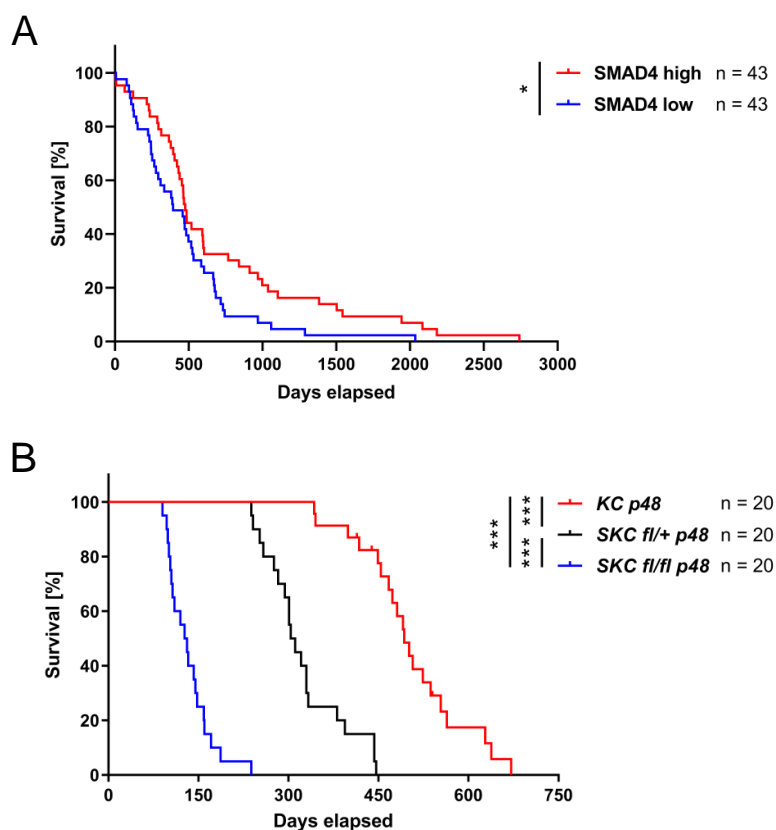 A
Survival [%]
100
80
60
40
20
0
0 500 1000 1500 2000 2500 3000
Days elapsed
*
SMAD4 high n = 43
SMAD4 low n = 43
B
Survival [%]
100
80
60
40
20
0
0 150 300 450 600 750
Days elapsed
***
***
***
KC p48 n = 20
SKC fl/+ p48 n = 20
SKC fl/fl p48 n = 20